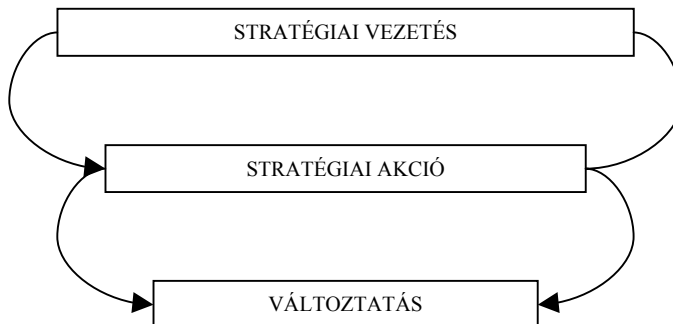 STRATÉGIAI VEZETÉS
STRATÉGIAI AKCIÓ
VÁLTOZTATÁS